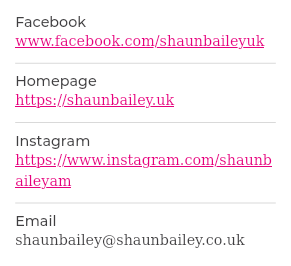 Facebook
www.facebook.com/shaunbaileyuk
Homepage
https://shaunbailey.uk
Instagram
https://www.instagram.com/shaunb
aileyam
Email
shaunbailey@shaunbailey.co.uk